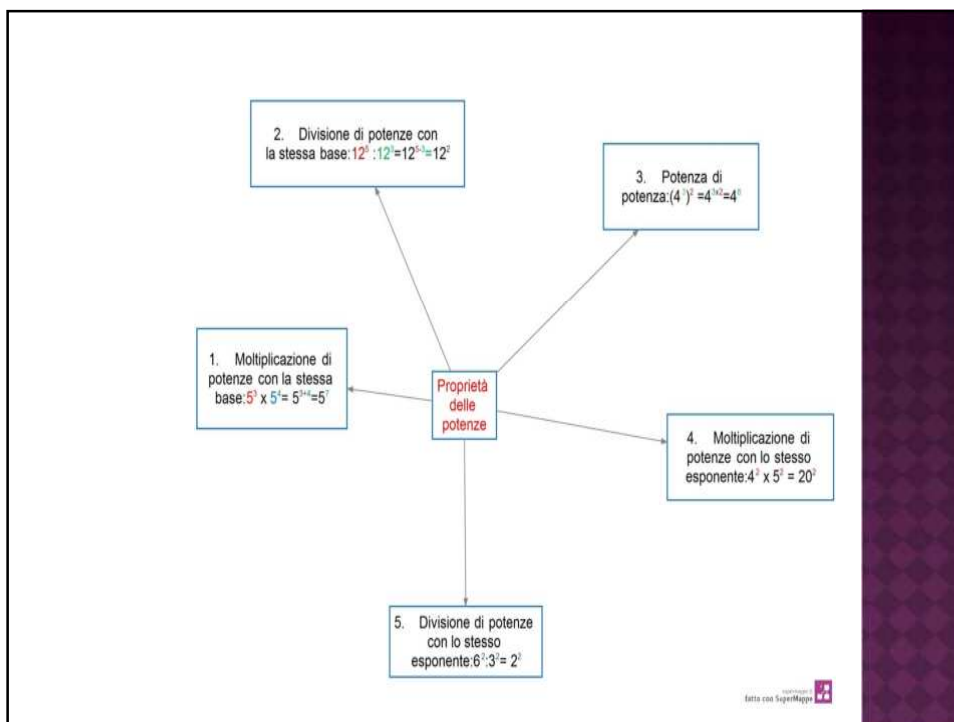 2. Divisione di potenze con
la stessa base:12⁵ :12³=12⁵⁻³=12²
3. Potenza di
potenza:(4³)² =4³ˣ²=4⁶
1. Moltiplicazione di
potenze con la stessa
base:5³ x 5⁴= 5³⁺⁴=5⁷
Proprietà
delle
potenze
4. Moltiplicazione di
potenze con lo stesso
esponente:4² x 5² = 20²
5. Divisione di potenze
con lo stesso
esponente:6²:3²= 2²
fatto con SuperMappe